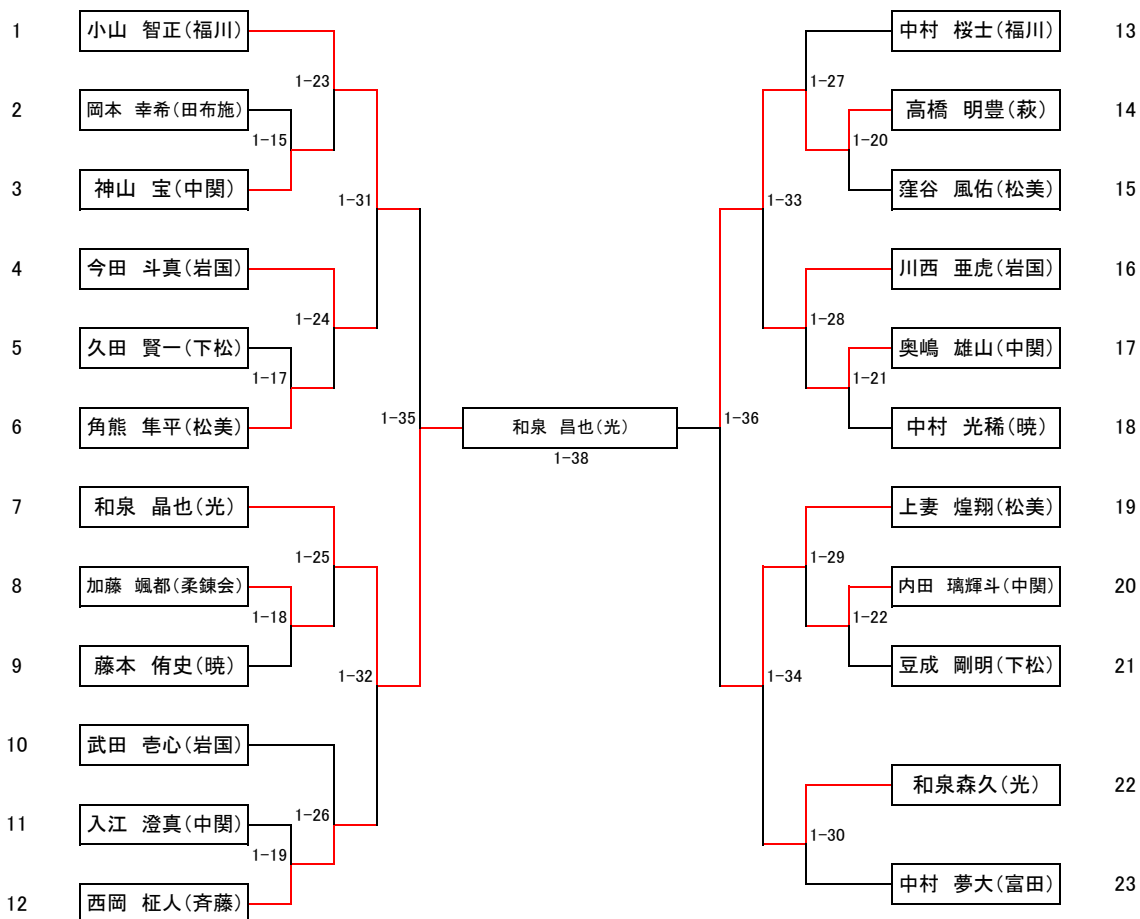 1 小山 智正(福川)
1-23
2 岡本 幸希(田布施)
1-15
3 神山 宝(中関)
1-31
4 今田 斗真(岩国)
1-24
5 久田 賢一(下松)
1-17
6 角熊 隼平(松美)
1-35
7 和泉 晶也(光)
1-25
8 加藤 颯都(柔錬会)
1-18
9 藤本 侑史(暁)
1-32
10 武田 壱心(岩国)
1-26
11 入江 澄真(中関)
1-19
12 西岡 柾人(斉藤)
和泉 昌也(光)
1-38
中村 桜士(福川) 13
1-27
高橋 明豊(萩) 14
1-20
窪谷 風佑(松美) 15
1-33
川西 亜虎(岩国) 16
1-28
奥嶋 雄山(中関) 17
1-21
中村 光稀(暁) 18
1-36
上妻 煌翔(松美) 19
1-29
内田 璃輝斗(中関) 20
1-22
豆成 剛明(下松) 21
1-34
和泉森久(光) 22
1-30
中村 夢大(富田) 23